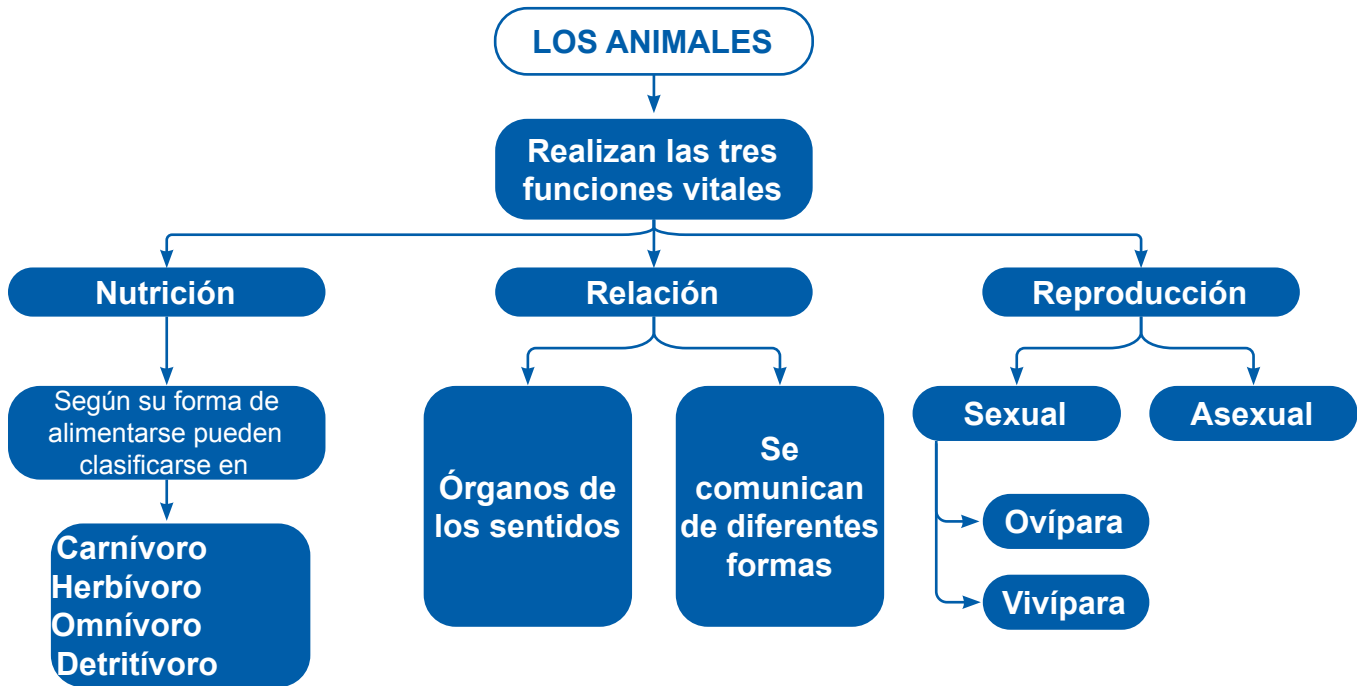 LOS ANIMALES
Realizan las tres
funciones vitales
Nutrición
Relación
Reproducción
Según su forma de
alimentarse pueden
clasificarse en
Carnívoro
Herbívoro
Omnívoro
Detritívoro
Órganos de
los sentidos
Se
comunican
de diferentes
formas
Sexual
Asexual
Ovípara
Vivípara